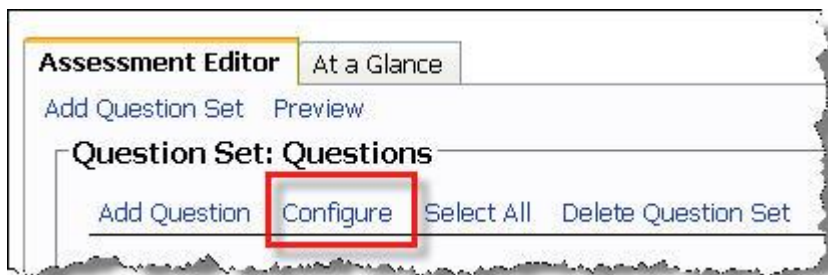 Assessment Editor At a Glance
Add Question Set Preview
Question Set: Questions
Add Question Configure Select All Delete Question Set